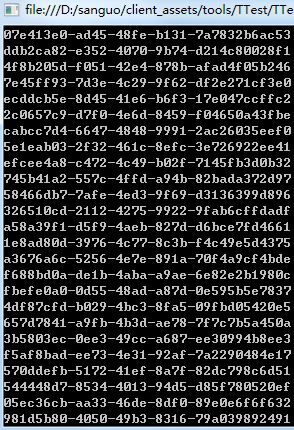 file:///D:/sanguo/client_assets/tools/TTest/TTe
07e413e0-ad45-48fe-b131-7a7832b6ac53
ddb2ca82-e352-4070-9b74-d214c80028f1
4f8b205d-f051-42e4-878b-afad4f05b246
7e45ff93-7d3e-4c29-9f62-df2e271cf3e0
ecddcb5e-8d45-41e6-b6f3-17e047ccffc2
2c0657c9-d7f0-4e6d-8459-f04650a43fbe
cabcc7d4-6647-4848-9991-2ac26035eef0
5e1eab03-2f32-461c-8efc-3e726922ee41
efcee4a8-c472-4c49-b02f-7145fb3d0b32
745b41a2-557c-4ffd-a94b-82bada372d97
58466db7-7afe-4ed3-9f69-d3136399d896
326510cd-2112-4275-9922-9fab6cffdadf
a58a39f1-d5f9-4aeb-827d-d6bce7fd4661
1e8ad80d-3976-4c77-8c3b-f4c49e5d4375
a3676a6c-5256-4e7e-891a-70f4a9cf4bde
f688bd0a-de1b-4aba-a9ae-6e82e2b1980c
fbefe0a0-0d55-48ad-a87d-0e595b5e7837
4df87cfd-b029-4bc3-8fa5-09fbd05420e5
657d7841-a9fb-4b3d-ae78-7f7c7b5a450a
3b5803ec-0ee3-49cc-a687-ee30994b8ee3
f5af8bad-ee73-4e31-92af-7a2290484e17
570ddefb-5172-41ef-8a7f-82dc798c6d51
544448d7-8534-4013-94d5-d85f780520ef
05ec36cb-aa33-46de-8df0-89e0e6f6f632
981d5b80-4050-49b3-8316-79a039892491